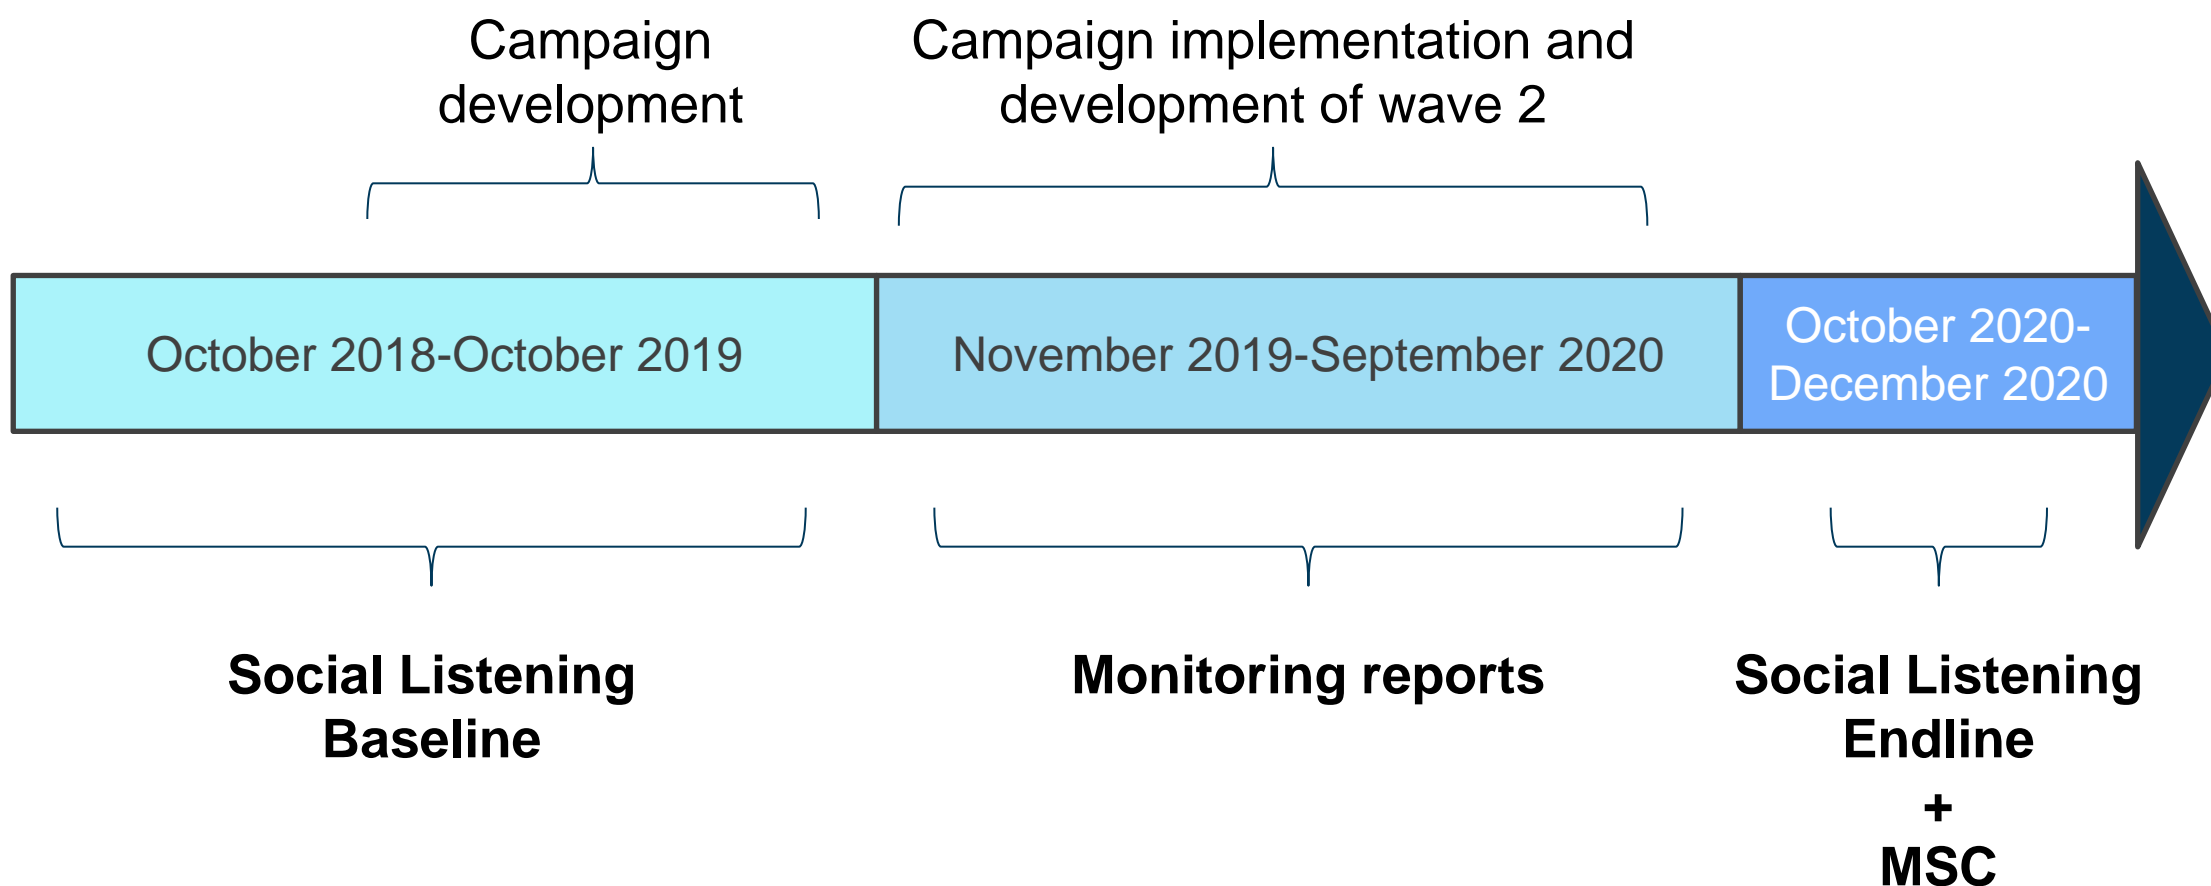 Campaign
development
Campaign implementation and
development of wave 2
October 2018-October 2019
November 2019-September 2020
October 2020-
December 2020
Social Listening
Baseline
Monitoring reports
Social Listening
Endline
+
MSC